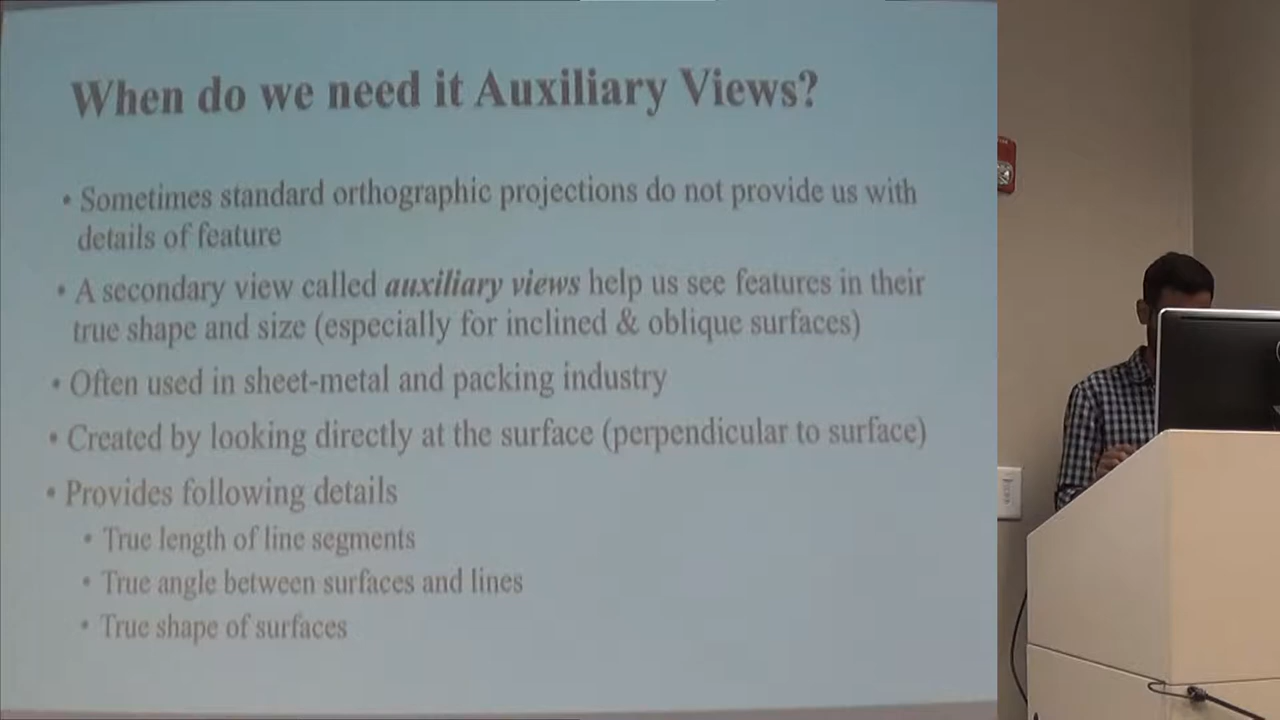 When do we need it Auxiliary Views?
• Sometimes standard orthographic projections do not provide us with
details of feature
• A secondary view called auxiliary views help us see features in their
true shape and size (especially for inclined & oblique surfaces)
• Often used in sheet-metal and packing industry
• Created by looking directly at the surface (perpendicular to surface)
• Provides following details
• True length of line segments
• True angle between surfaces and lines
• True shape of surfaces